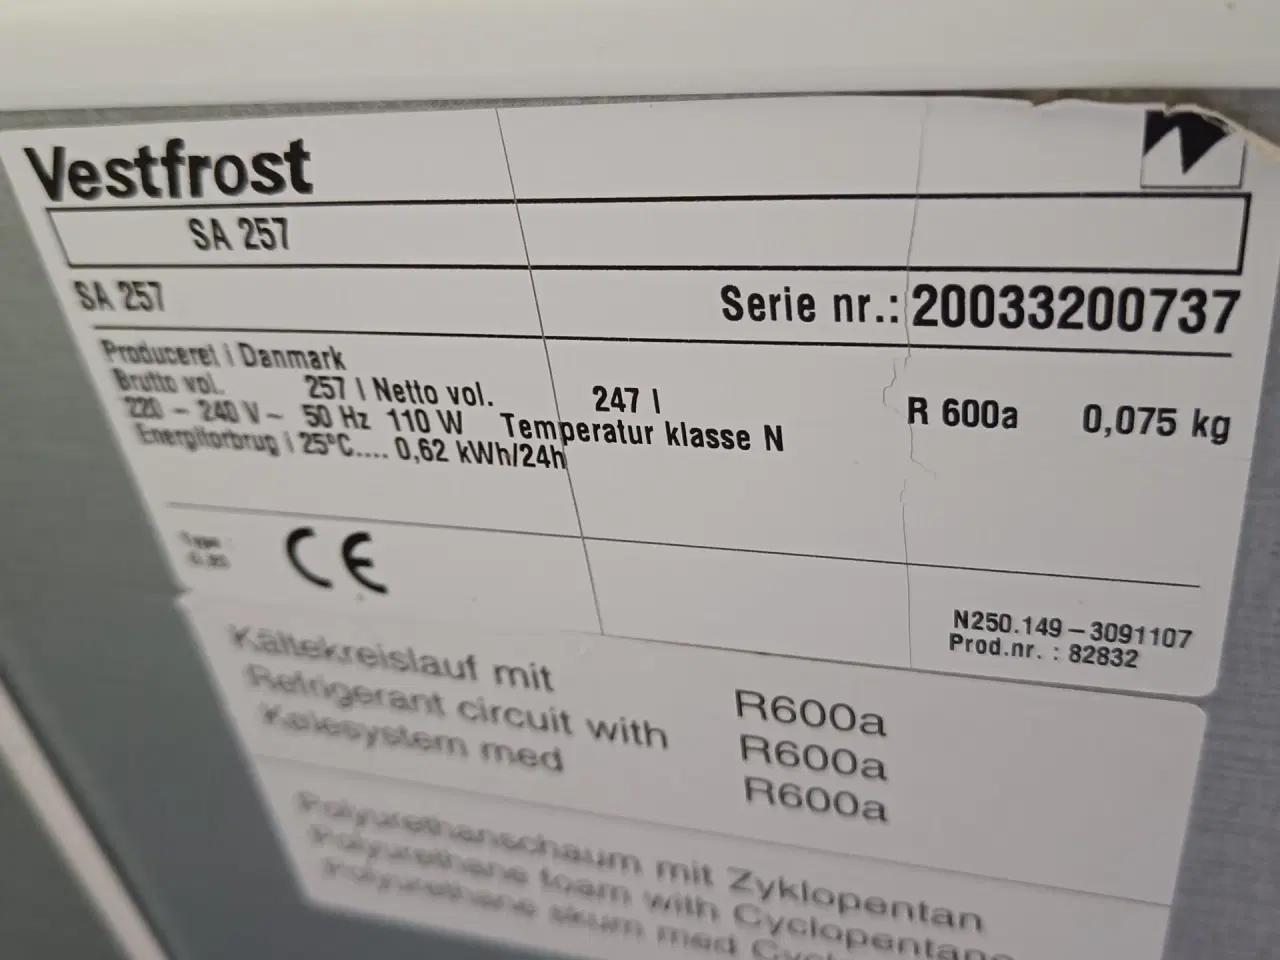 Vestfrost
SA 257
SA 257
Serie nr.: 20033200737
Produceret i Danmark
Brutto vol. 257 l Netto vol. 247 l R 600a 0,075 kg
220 – 240 V ~ 50 Hz 110 W Temperatur klasse N
Energiforbrug i 25°C.... 0,62 kWh/24h
CE
N250.149 – 3091107
Prod.nr. : 82832
Kältekreislauf mit R600a
Refrigerant circuit with R600a
Kølesystem med R600a
Polyurethanschaum mit Zyklopentan
Polyurethane foam with Cyclopentane
Polyurethane skum med